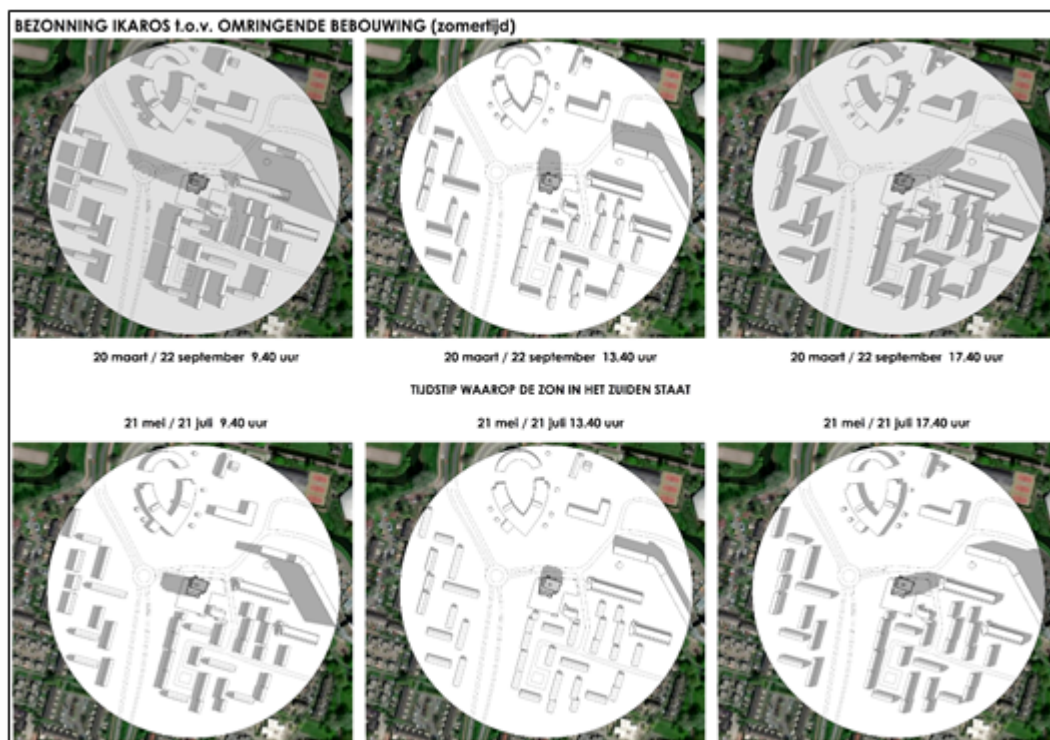 BEZONNING IKAROS t.o.v. OMRINGENDE BEBOUWING (zomertijd)
20 maart / 22 september 9.40 uur
20 maart / 22 september 13.40 uur
20 maart / 22 september 17.40 uur
TIJDSTIP WAAROP DE ZON IN HET ZUIDEN STAAT
21 mei / 21 juli 9.40 uur
21 mei / 21 juli 13.40 uur
21 mei / 21 juli 17.40 uur